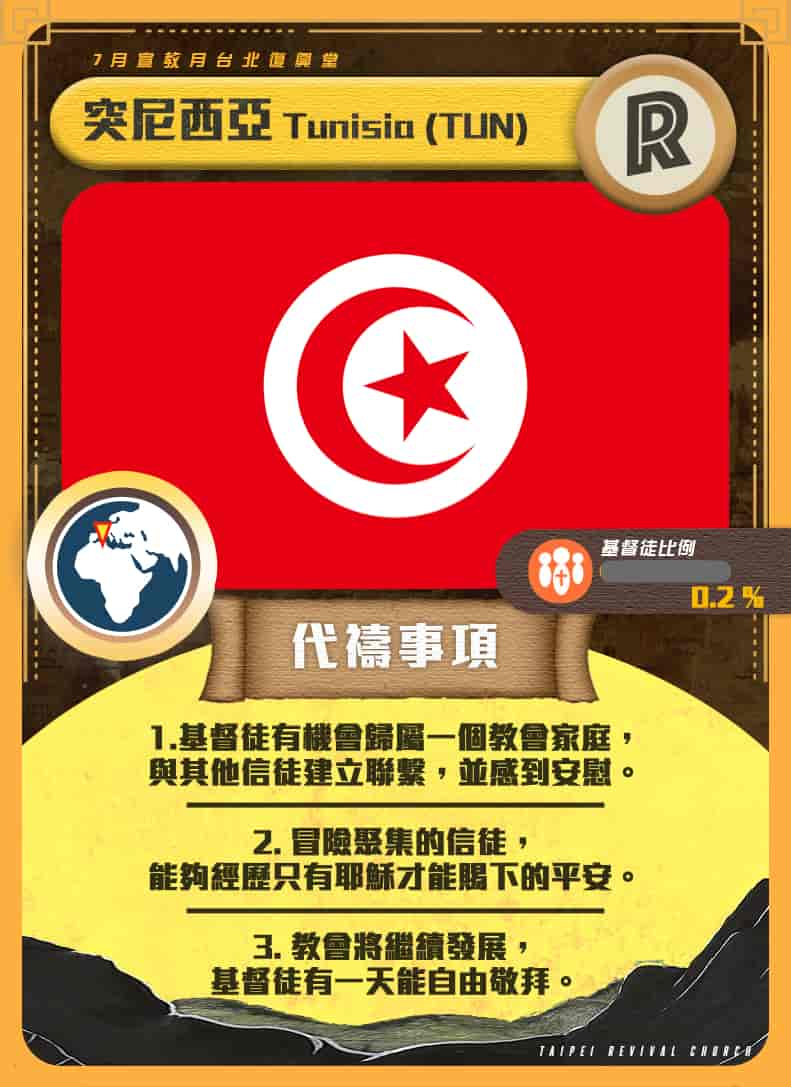 7月宣教月台北復興堂
突尼西亞 Tunisia (TUN)
R
基督徒比例
0.2 %
代禱事項
1.基督徒有機會歸屬一個教會家庭，
與其他信徒建立聯繫，並感到安慰。
2. 冒險聚集的信徒，
能夠經歷只有耶穌才能賜下的平安。
3. 教會將繼續發展，
基督徒有一天能自由敬拜。
TAIPEI REVIVAL CHURCH